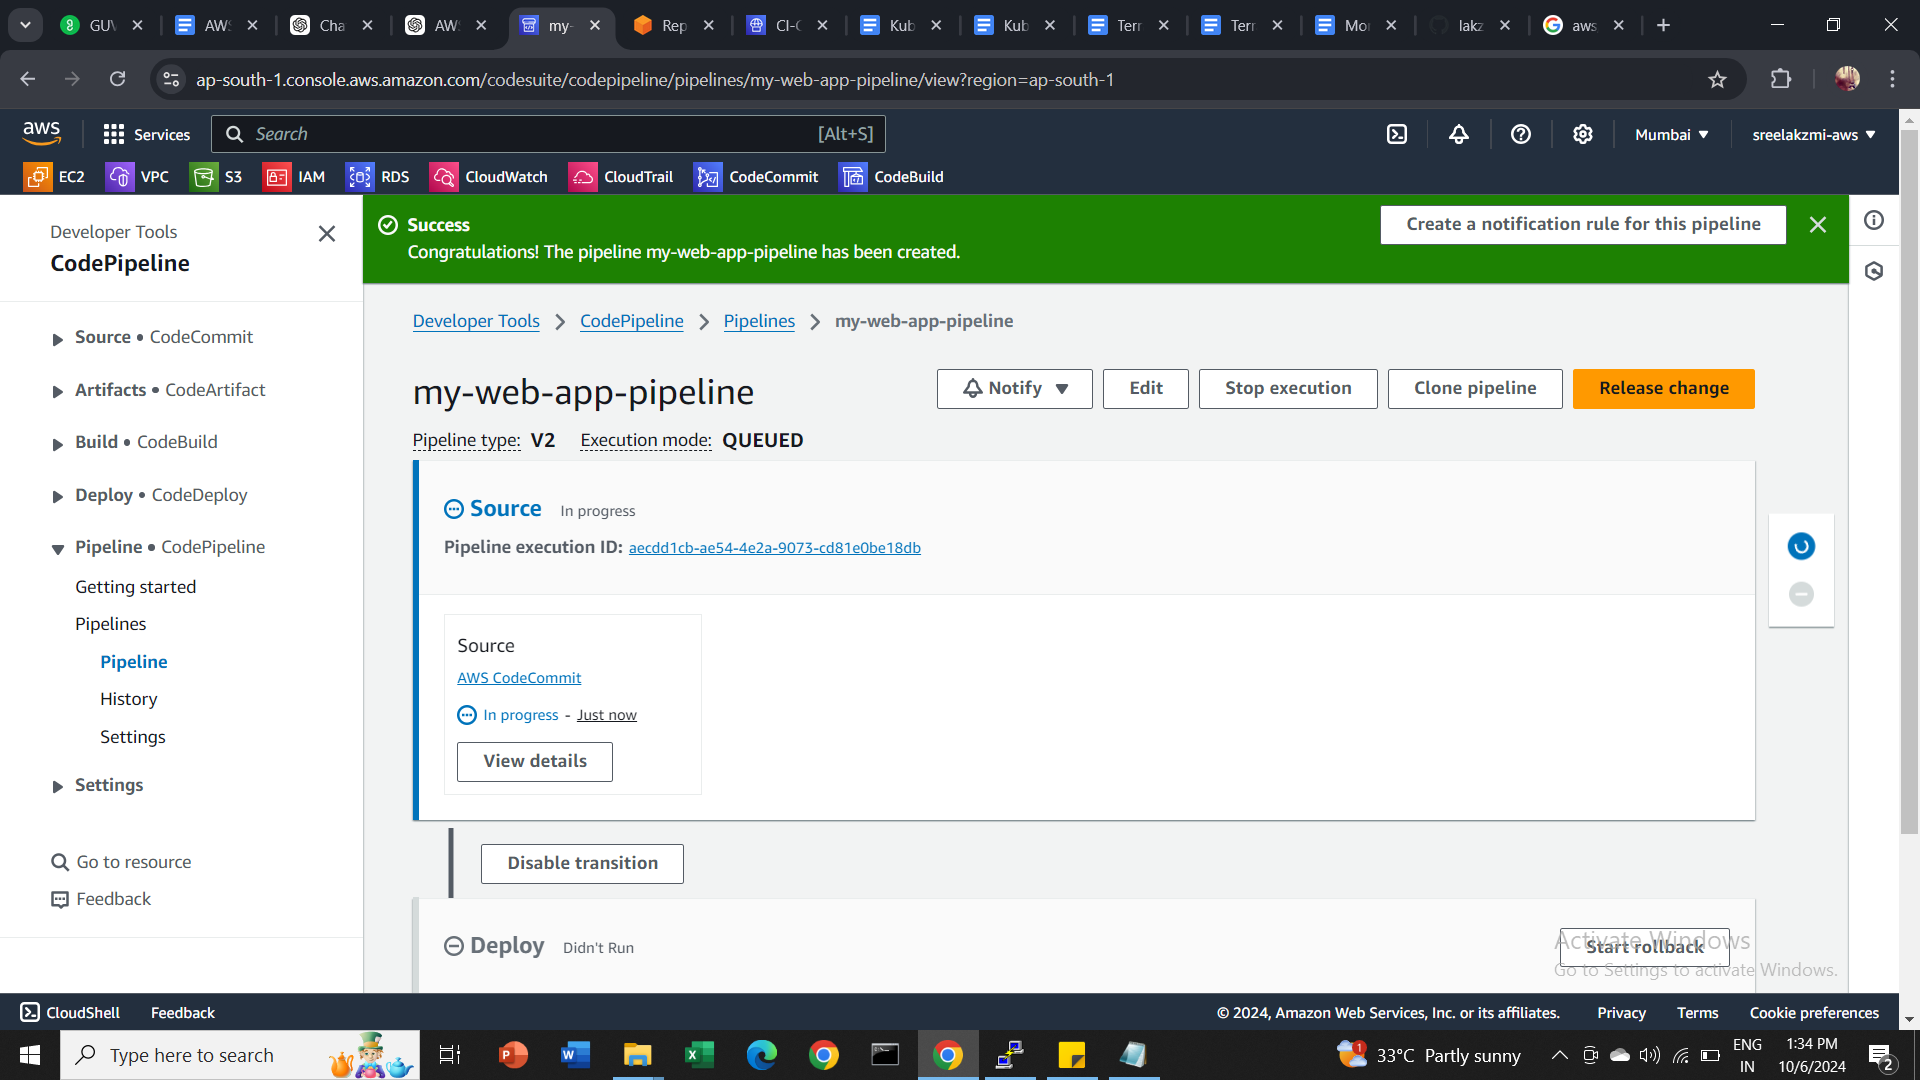 GUV
AWS
Cha
AWS
my-
Rep
CI-C
Kub
Kub
Terr
Terr
Mor
lakz
aws
ap-south-1.console.aws.amazon.com/codesuite/codepipeline/pipelines/my-web-app-pipeline/view?region=ap-south-1
aws
Services
Search
[Alt+S]
Mumbai
sreelakzmi-aws
EC2
VPC
S3
IAM
RDS
CloudWatch
CloudTrail
CodeCommit
CodeBuild
Developer Tools
CodePipeline
Source • CodeCommit
Artifacts • CodeArtifact
Build • CodeBuild
Deploy • CodeDeploy
Pipeline • CodePipeline
Getting started
Pipelines
Pipeline
History
Settings
Settings
Go to resource
Feedback
Success
Congratulations! The pipeline my-web-app-pipeline has been created.
Create a notification rule for this pipeline
Developer Tools > CodePipeline > Pipelines > my-web-app-pipeline
my-web-app-pipeline
Notify
Edit
Stop execution
Clone pipeline
Release change
Pipeline type: V2 Execution mode: QUEUED
Source In progress
Pipeline execution ID: aecdd1cb-ae54-4e2a-9073-cd81e0be18db
Source
AWS CodeCommit
In progress - Just now
View details
Disable transition
Deploy Didn't Run
Start rollback
Activate Windows
Go to Settings to activate Windows.
CloudShell
Feedback
© 2024, Amazon Web Services, Inc. or its affiliates.
Privacy
Terms
Cookie preferences
Type here to search
33°C Partly sunny
ENG
IN
1:34 PM
10/6/2024
2